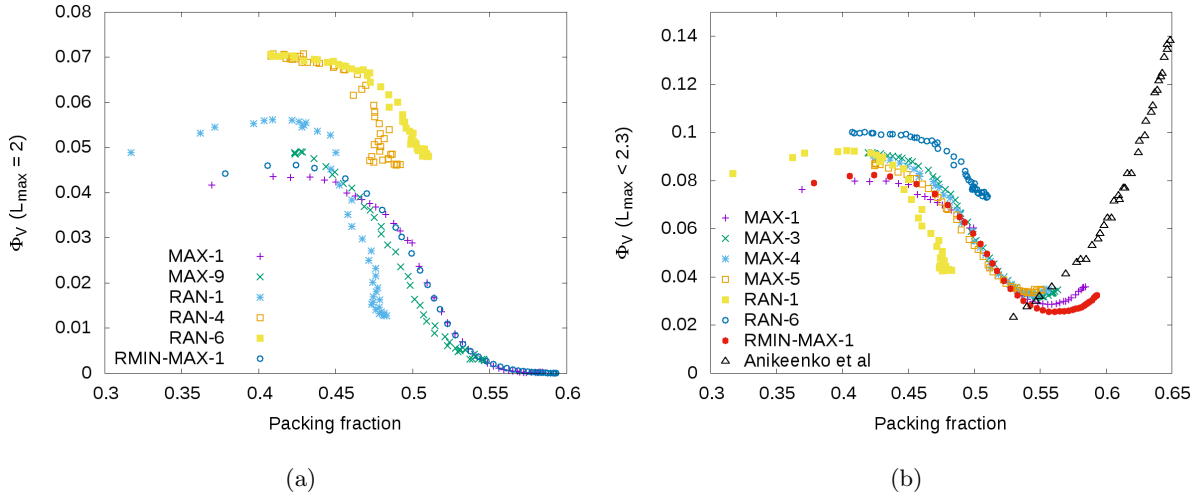 0.08
0.07
0.06
0.05
0.04
0.03
0.02
0.01
0
0.3
0.35
0.4
0.45
0.5
0.55
0.6
ΦV (Lmax = 2)
Packing fraction
MAX-1
MAX-9
RAN-1
RAN-4
RAN-6
RMIN-MAX-1
(a)
0.14
0.12
0.1
0.08
0.06
0.04
0.02
0
0.3
0.35
0.4
0.45
0.5
0.55
0.6
0.65
ΦV (Lmax < 2.3)
Packing fraction
MAX-1
MAX-3
MAX-4
MAX-5
RAN-1
RAN-6
RMIN-MAX-1
Anikeenko et al
(b)